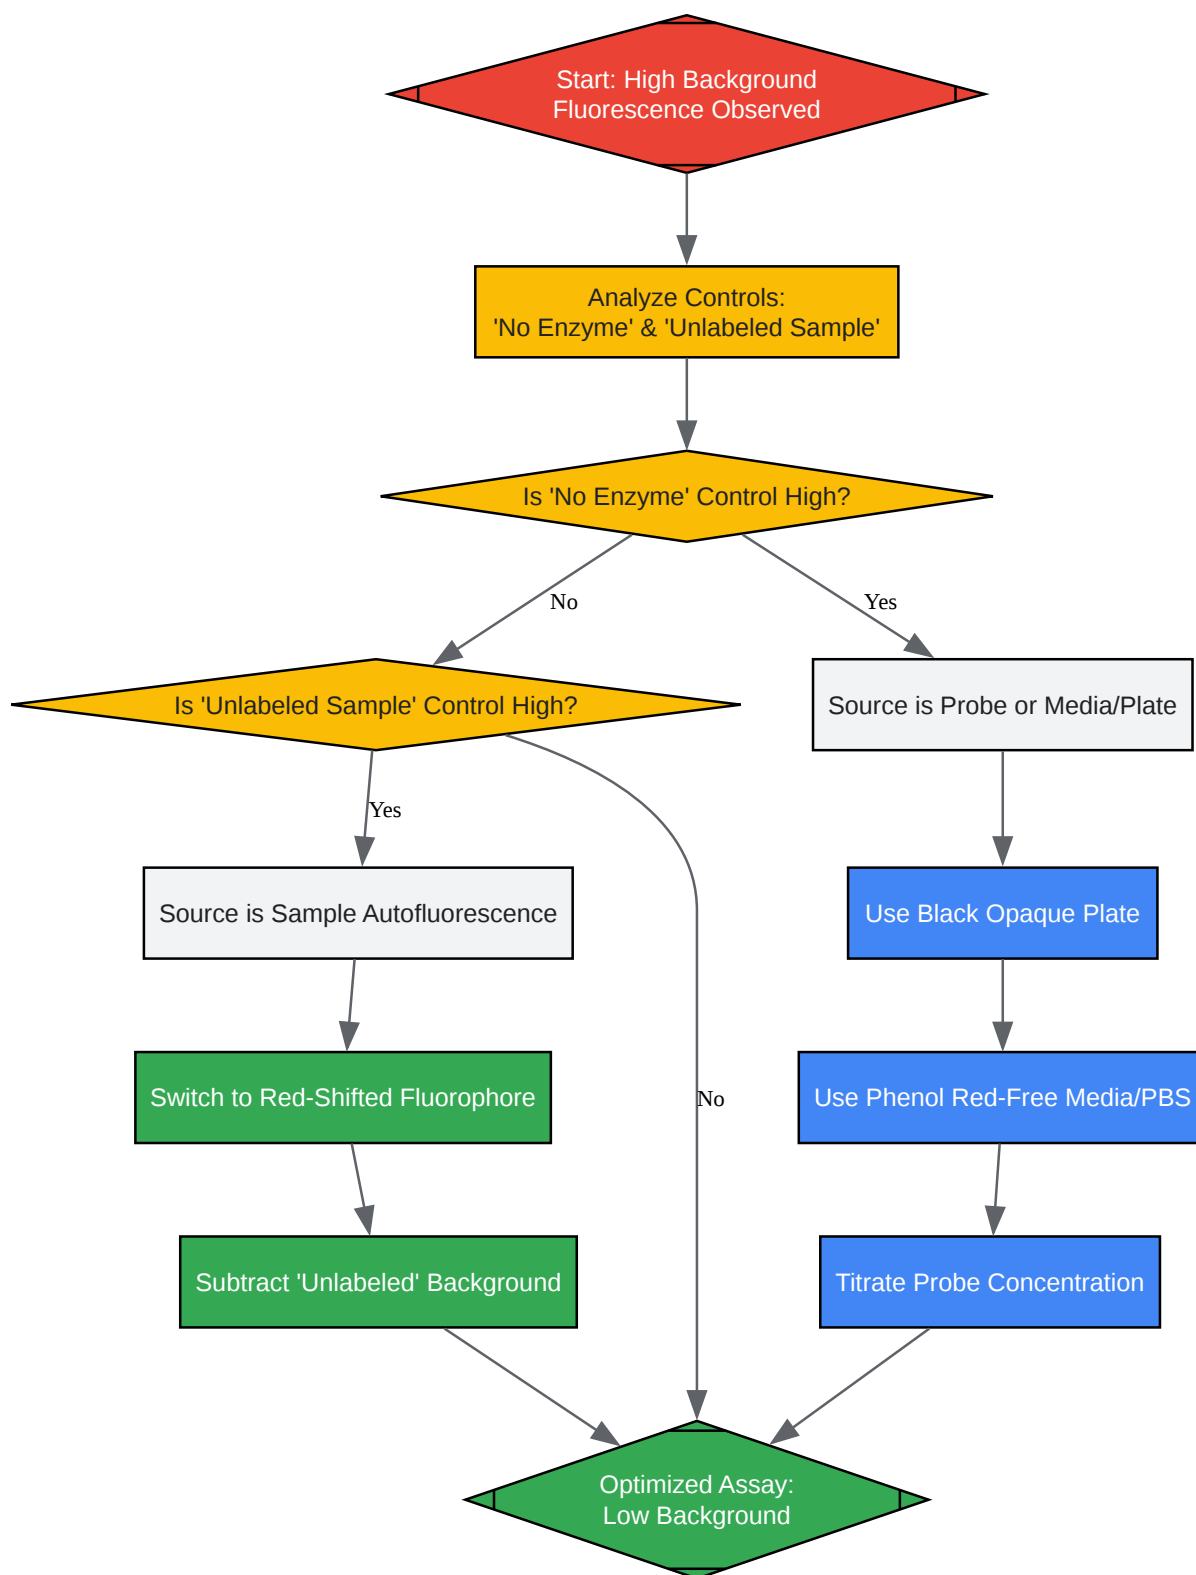 Start: High Background
Fluorescence Observed
Analyze Controls:
'No Enzyme' & 'Unlabeled Sample'
Is 'No Enzyme' Control High?
No
Yes
Is 'Unlabeled Sample' Control High?
Source is Probe or Media/Plate
Yes
Source is Sample Autofluorescence
Use Black Opaque Plate
Switch to Red-Shifted Fluorophore
No
Use Phenol Red-Free Media/PBS
Subtract 'Unlabeled' Background
Titrate Probe Concentration
Optimized Assay:
Low Background